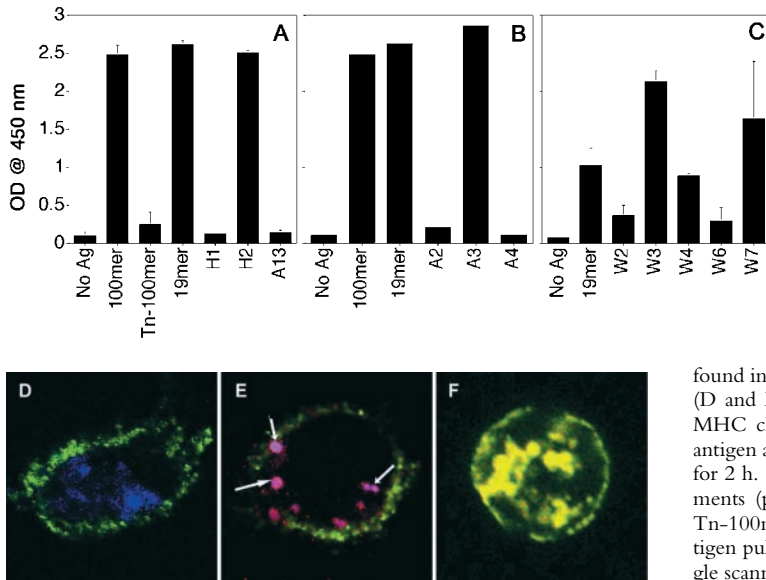 3
2.5
2
1.5
1
0.5
0
OD @ 450 nm
A
B
C
No Ag
100mer
Tn-100mer
19mer
H1
H2
A13
No Ag
100mer
19mer
A2
A3
A4
No Ag
19mer
W2
W3
W4
W6
W7
D
E
F
found in
(D and
MHC cl
antigen a
for 2 h.
ments (p
Tn-100m
tigen pul
gle scann